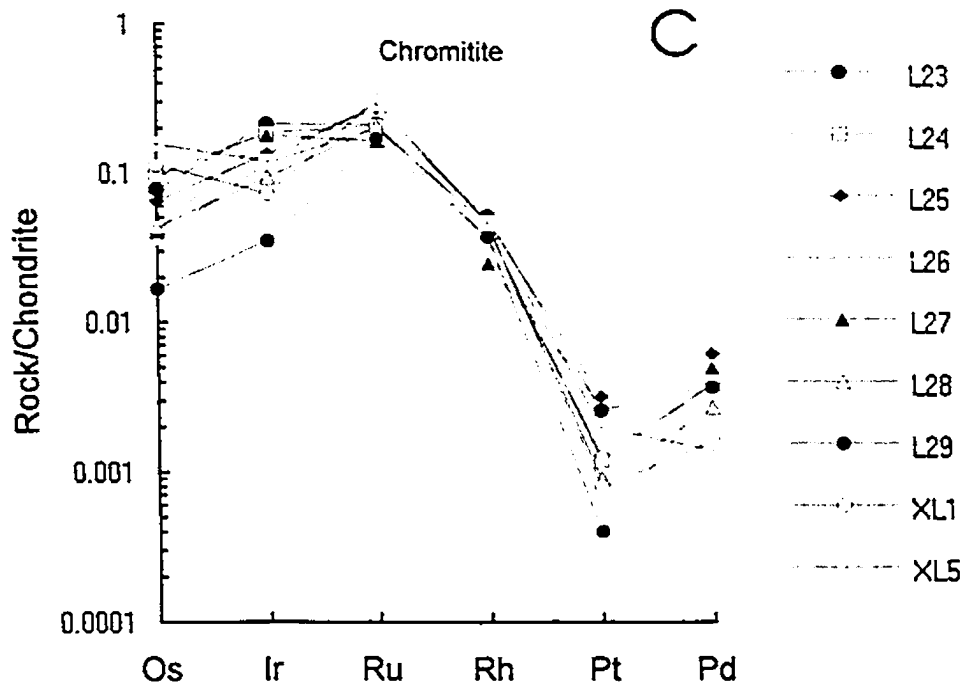 C
Chromitite
Rock/Chondrite
1
0.1
0.01
0.001
0.0001
Os Ir Ru Rh Pt Pd
L23
L24
L25
L26
L27
L28
L29
XL1
XL5